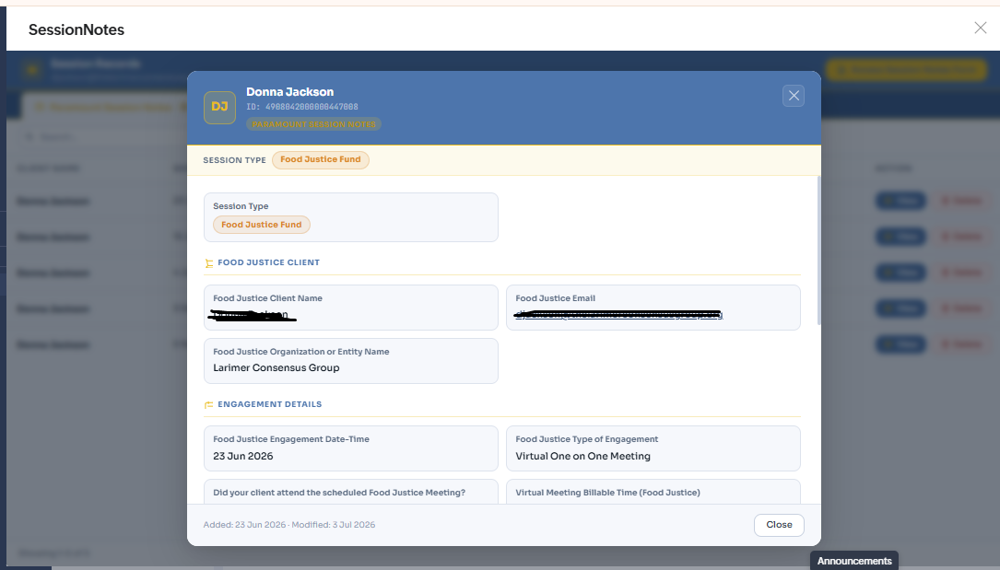 SessionNotes
DJ
Donna Jackson
ID: 4908042000000447008
PARAMOUNT SESSION NOTES
SESSION TYPE Food Justice Fund
Session Type
Food Justice Fund
FOOD JUSTICE CLIENT
Food Justice Client Name
Food Justice Email
Food Justice Organization or Entity Name
Larimer Consensus Group
ENGAGEMENT DETAILS
Food Justice Engagement Date-Time
23 Jun 2026
Food Justice Type of Engagement
Virtual One on One Meeting
Did your client attend the scheduled Food Justice Meeting?
Virtual Meeting Billable Time (Food Justice)
Added: 23 Jun 2026 · Modified: 3 Jul 2026
Close
Announcements